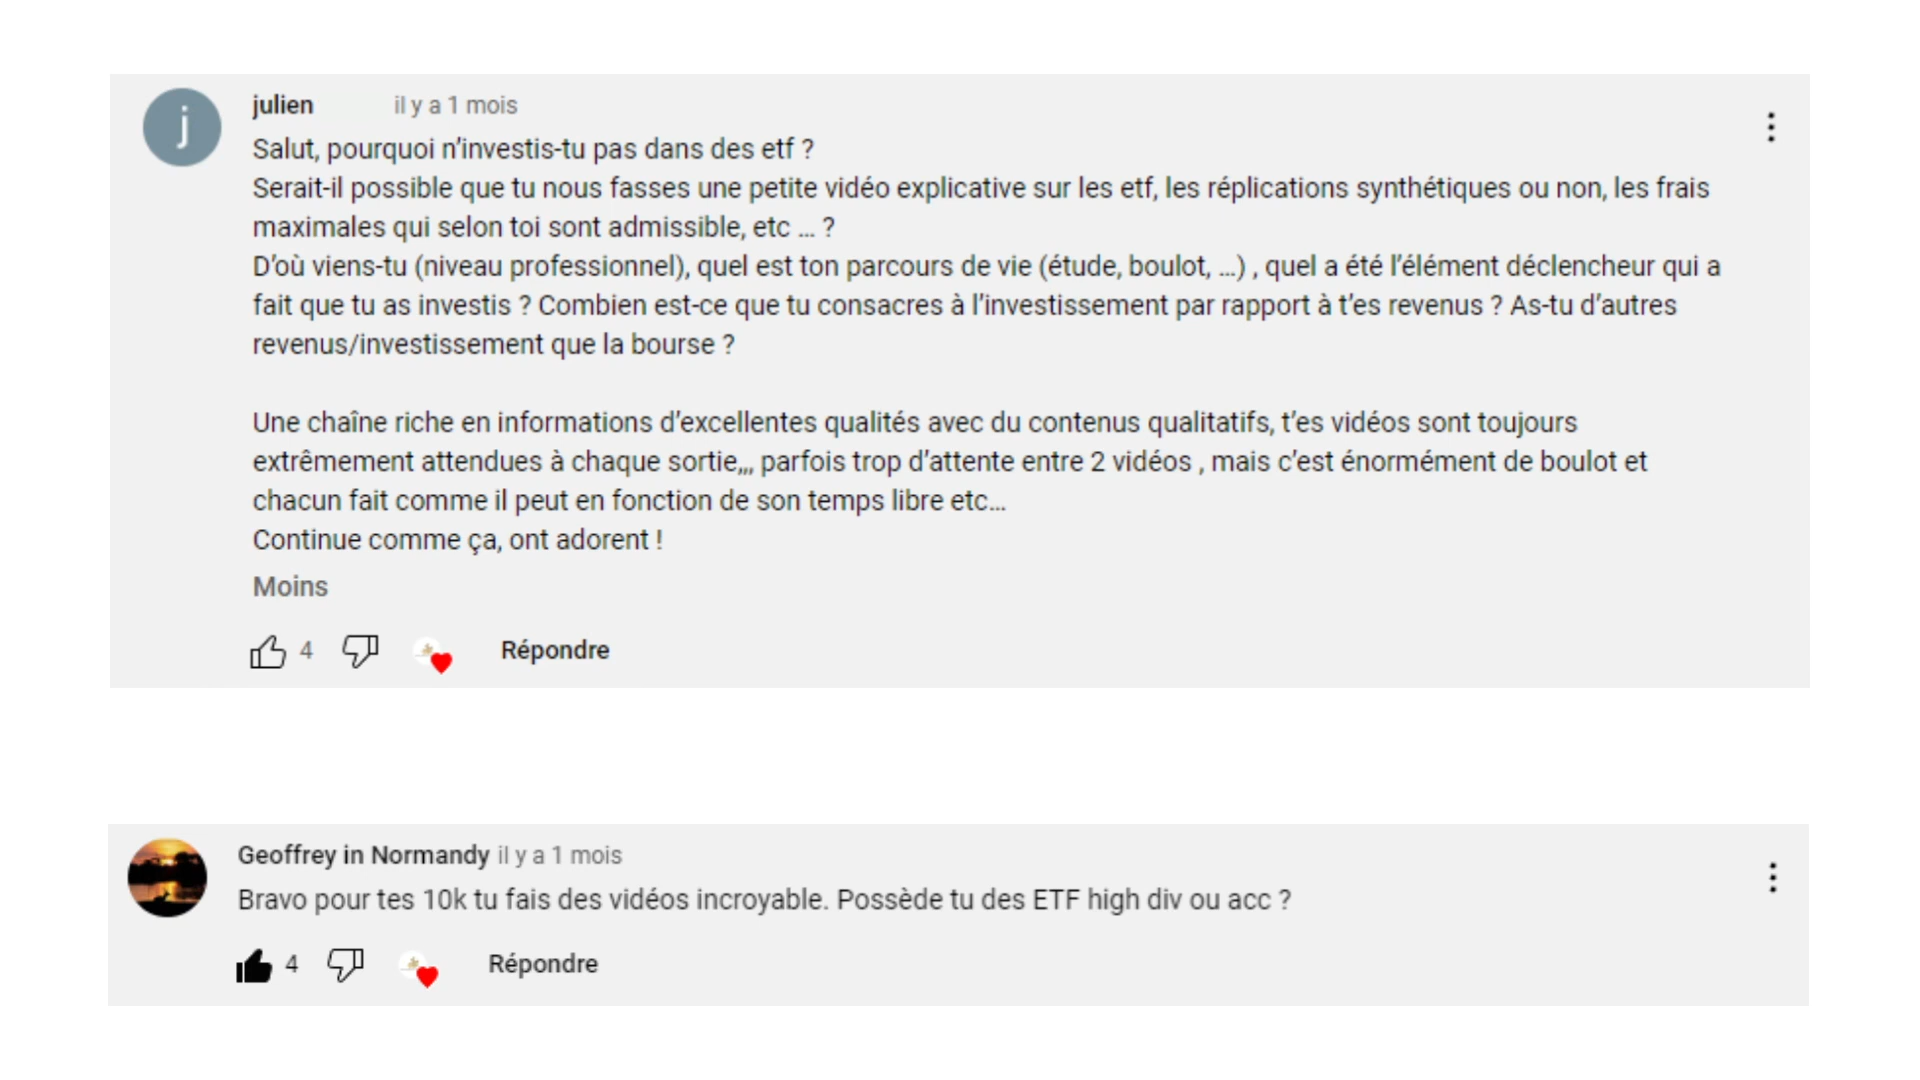 j
julien il y a 1 mois
Salut, pourquoi n'investis-tu pas dans des etf ?
Serait-il possible que tu nous fasses une petite vidéo explicative sur les etf, les réplications synthétiques ou non, les frais
maximales qui selon toi sont admissible, etc ... ?
D'où viens-tu (niveau professionnel), quel est ton parcours de vie (étude, boulot, ...) , quel a été l'élément déclencheur qui a
fait que tu as investis ? Combien est-ce que tu consacres à l'investissement par rapport à t'es revenus ? As-tu d'autres
revenus/investissement que la bourse ?
Une chaîne riche en informations d'excellentes qualités avec du contenus qualitatifs, t'es vidéos sont toujours
extrêmement attendues à chaque sortie,,, parfois trop d'attente entre 2 vidéos , mais c'est énormément de boulot et
chacun fait comme il peut en fonction de son temps libre etc...
Continue comme ça, ont adorent !
Moins
4 Répondre
Geoffrey in Normandy il y a 1 mois
Bravo pour tes 10k tu fais des vidéos incroyable. Possède tu des ETF high div ou acc ?
4 Répondre